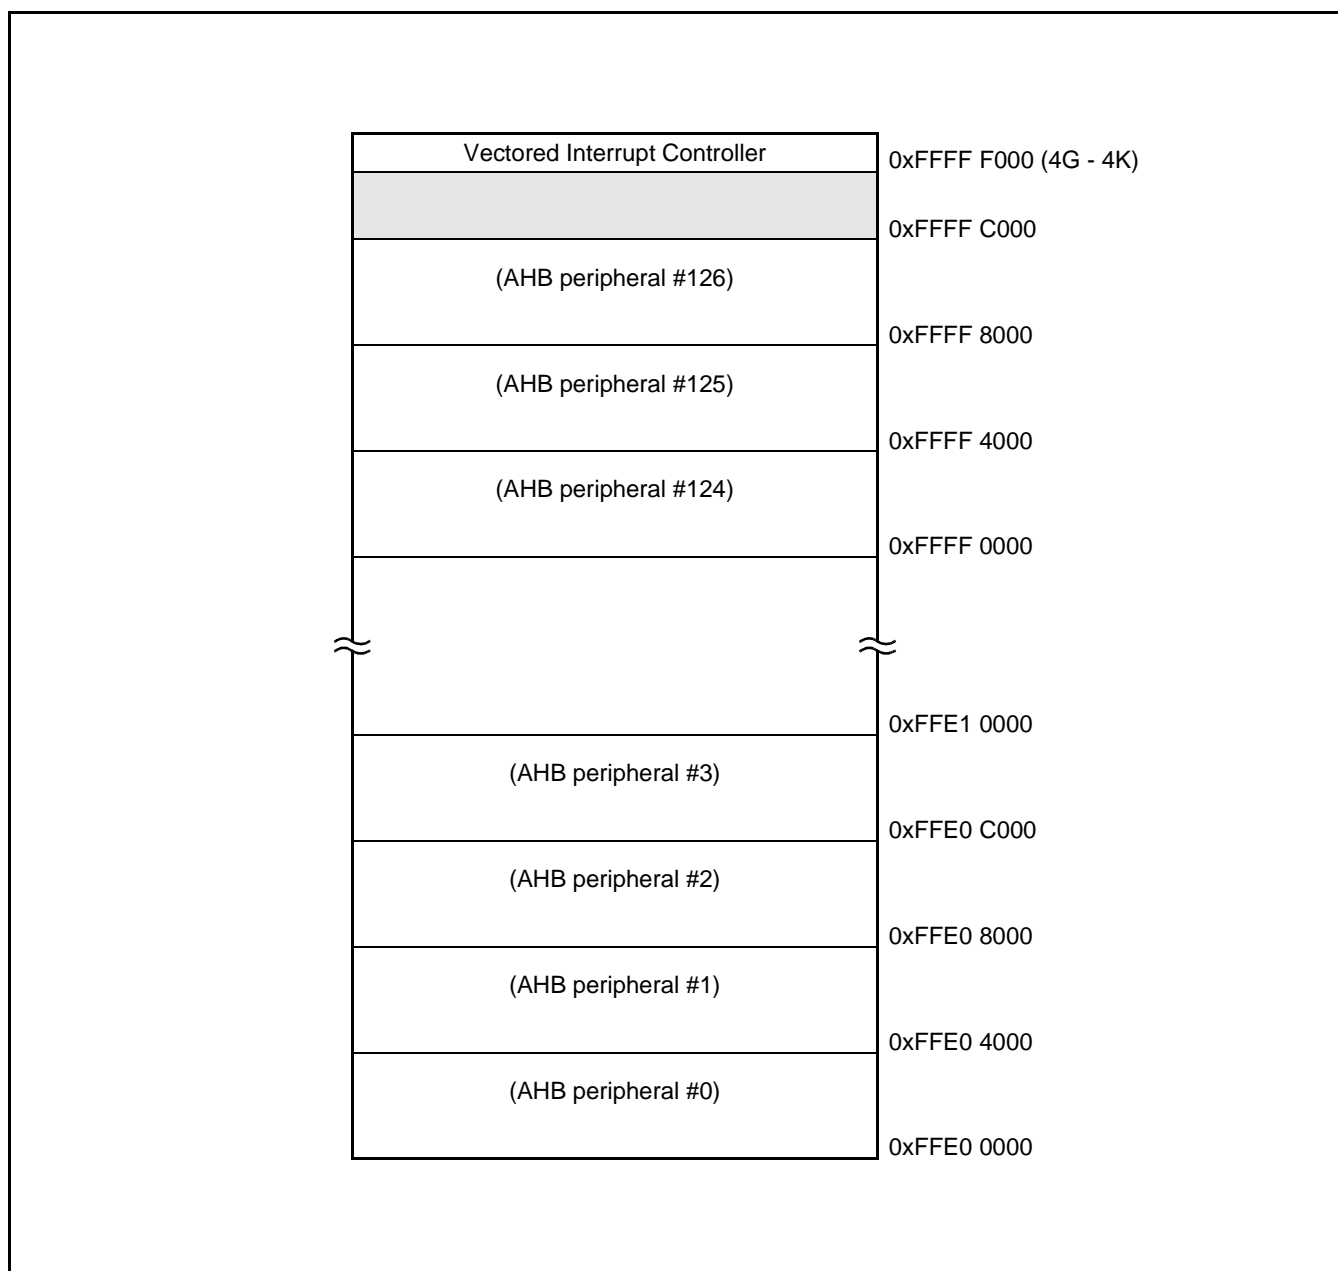 Vectored Interrupt Controller
0xFFFF F000 (4G - 4K)
0xFFFF C000
(AHB peripheral #126)
0xFFFF 8000
(AHB peripheral #125)
0xFFFF 4000
(AHB peripheral #124)
0xFFFF 0000
0xFFE1 0000
(AHB peripheral #3)
0xFFE0 C000
(AHB peripheral #2)
0xFFE0 8000
(AHB peripheral #1)
0xFFE0 4000
(AHB peripheral #0)
0xFFE0 0000